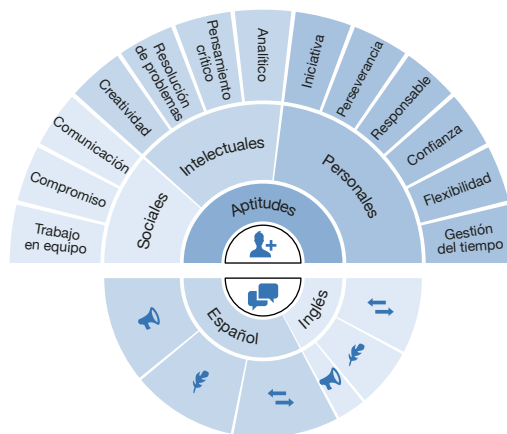 Trabajo
en equipo
Compromiso
Comunicación
Creatividad
Resolución
de problemas
Pensamiento
crítico
Analítico
Iniciativa
Perseverancia
Responsable
Confianza
Flexibilidad
Gestión
del tiempo
Sociales
Intelectuales
Personales
Aptitudes
Español
Inglés